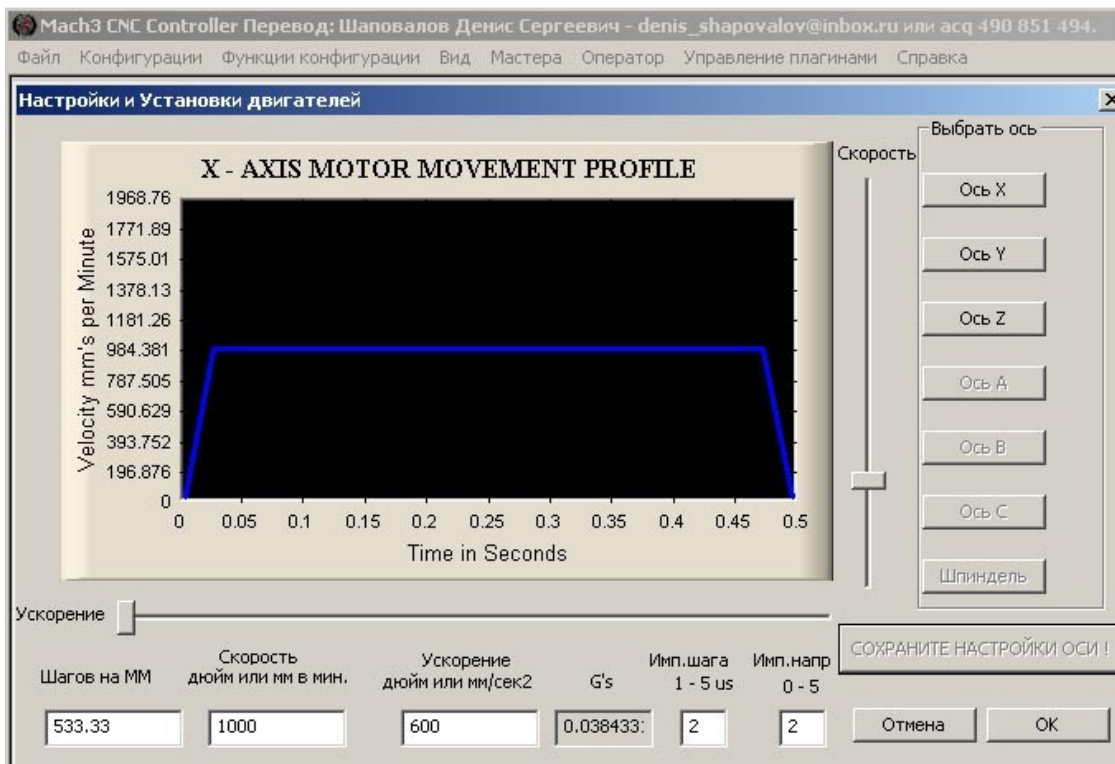 Mach3 CNC Controller Перевод: Шаповалов Денис Сергеевич - denis_shapovalov@inbox.ru или acq 490 851 494.
Файл Конфигурации Функции конфигурации Вид Мастера Оператор Управление плагинами Справка
Настройки и Установки двигателей
X - AXIS MOTOR MOVEMENT PROFILE
Velocity mm's per Minute
1968.76
1771.89
1575.01
1378.13
1181.26
984.381
787.505
590.629
393.752
196.876
0
0 0.05 0.1 0.15 0.2 0.25 0.3 0.35 0.4 0.45 0.5
Time in Seconds
Скорость
Выбрать ось
Ось X
Ось Y
Ось Z
Ось A
Ось B
Ось C
Шпиндель
Ускорение
Шагов на ММ
533.33
Скорость
дюйм или мм в мин.
1000
Ускорение
дюйм или мм/сек2
600
G's
0.038433
Имп.шага
1 - 5 us
2
Имп.напр
0 - 5
2
СОХРАНИТЕ НАСТРОЙКИ ОСИ !
Отмена
OK